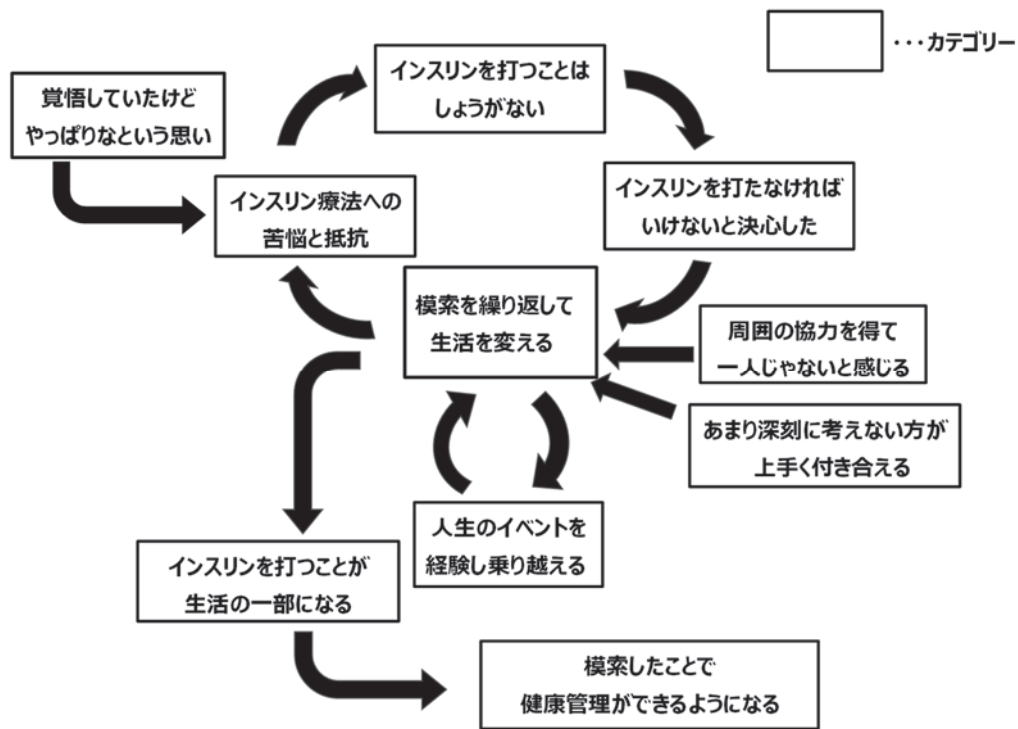 ・・・カテゴリー
インスリンを打つことは
しょうがない
覚悟していたけど
やっぱりなという思い
インスリン療法への
苦悩と抵抗
インスリンを打たなければ
いけないと決心した
模索を繰り返して
生活を変える
周囲の協力を得て
一人じゃないと感じる
あまり深刻に考えない方が
上手く付き合える
人生のイベントを
経験し乗り越える
インスリンを打つことが
生活の一部になる
模索したことで
健康管理ができるようになる